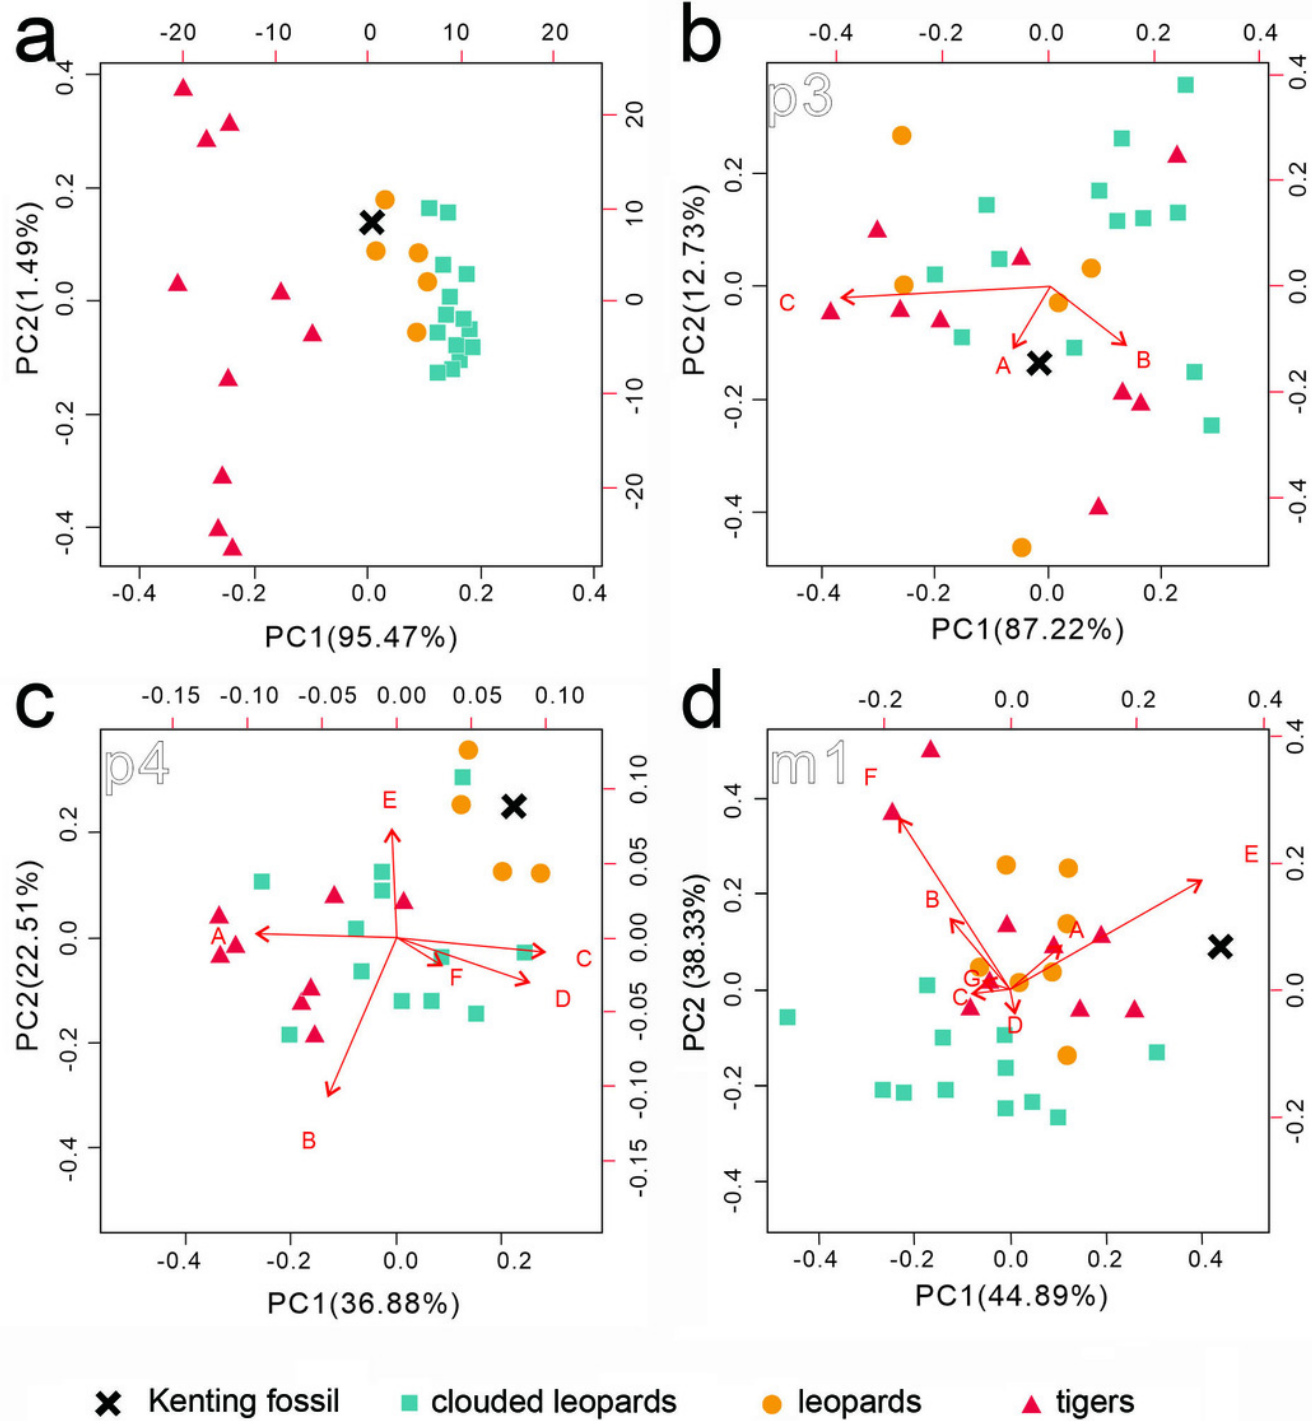 a
-20 -10 0 10 20
0.4
0.2
0.0
-0.2
-0.4
20
10
0
-10
-20
PC2(1.49%)
-0.4 -0.2 0.0 0.2 0.4
PC1(95.47%)
b
-0.4 -0.2 0.0 0.2 0.4
p3
0.2
0.0
-0.2
-0.4
0.4
0.2
0.0
-0.2
-0.4
PC2(12.73%)
C
A
B
-0.4 -0.2 0.0 0.2
PC1(87.22%)
c
-0.15 -0.10 -0.05 0.00 0.05 0.10
p4
0.2
0.0
-0.2
-0.4
0.10
0.05
0.00
-0.05
-0.10
-0.15
PC2(22.51%)
E
A
C
F
D
B
-0.4 -0.2 0.0 0.2
PC1(36.88%)
d
-0.2 0.0 0.2 0.4
m1
0.4
0.2
0.0
-0.2
-0.4
0.4
0.2
0.0
-0.2
PC2 (38.33%)
F
E
B
A
G
C
D
-0.4 -0.2 0.0 0.2 0.4
PC1(44.89%)
Kenting fossil clouded leopards leopards tigers